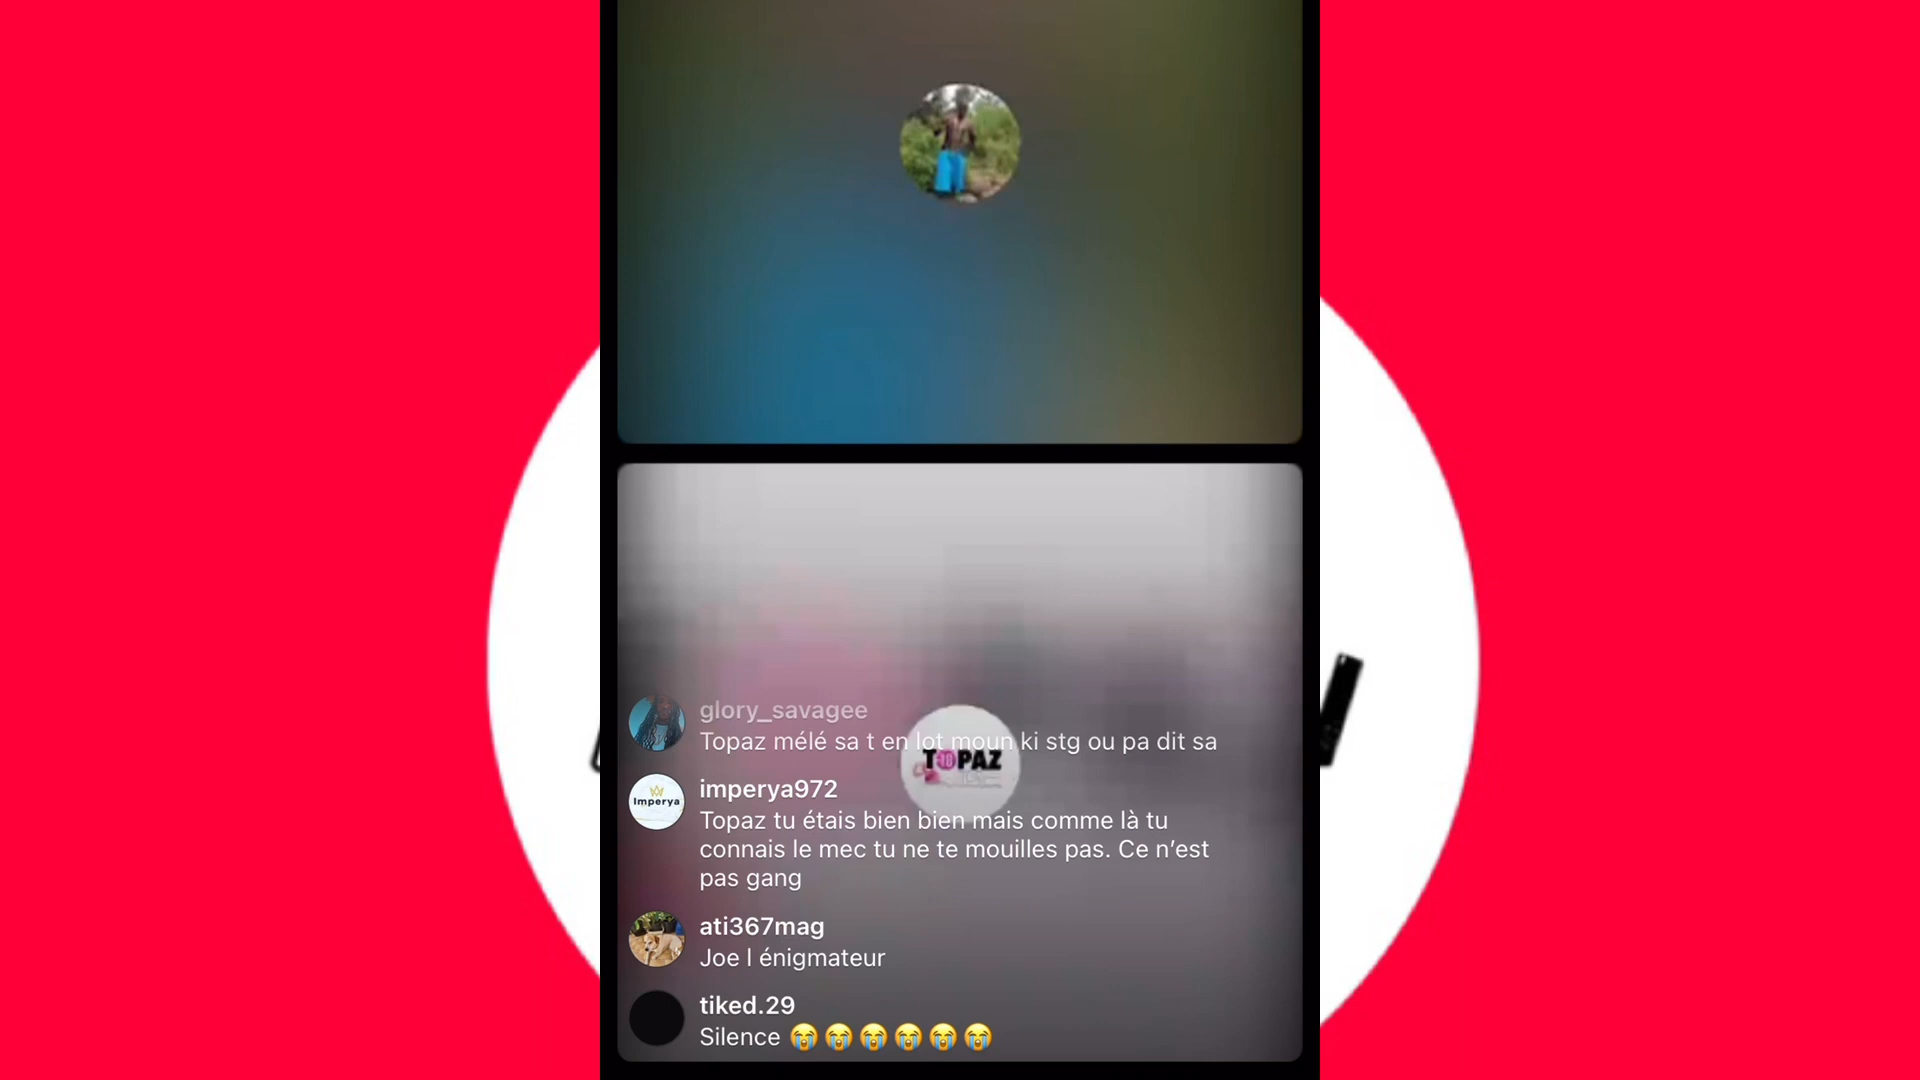 glory_savagee
Topaz mélé sa t en lot moun ki stg ou pa dit sa
TOPAZ
imperya972
Imperya
Topaz tu étais bien bien mais comme là tu
connais le mec tu ne te mouilles pas. Ce n’est
pas gang
ati367mag
Joe l énigmateur
tiked.29
Silence 😭😭😭😭😭😭